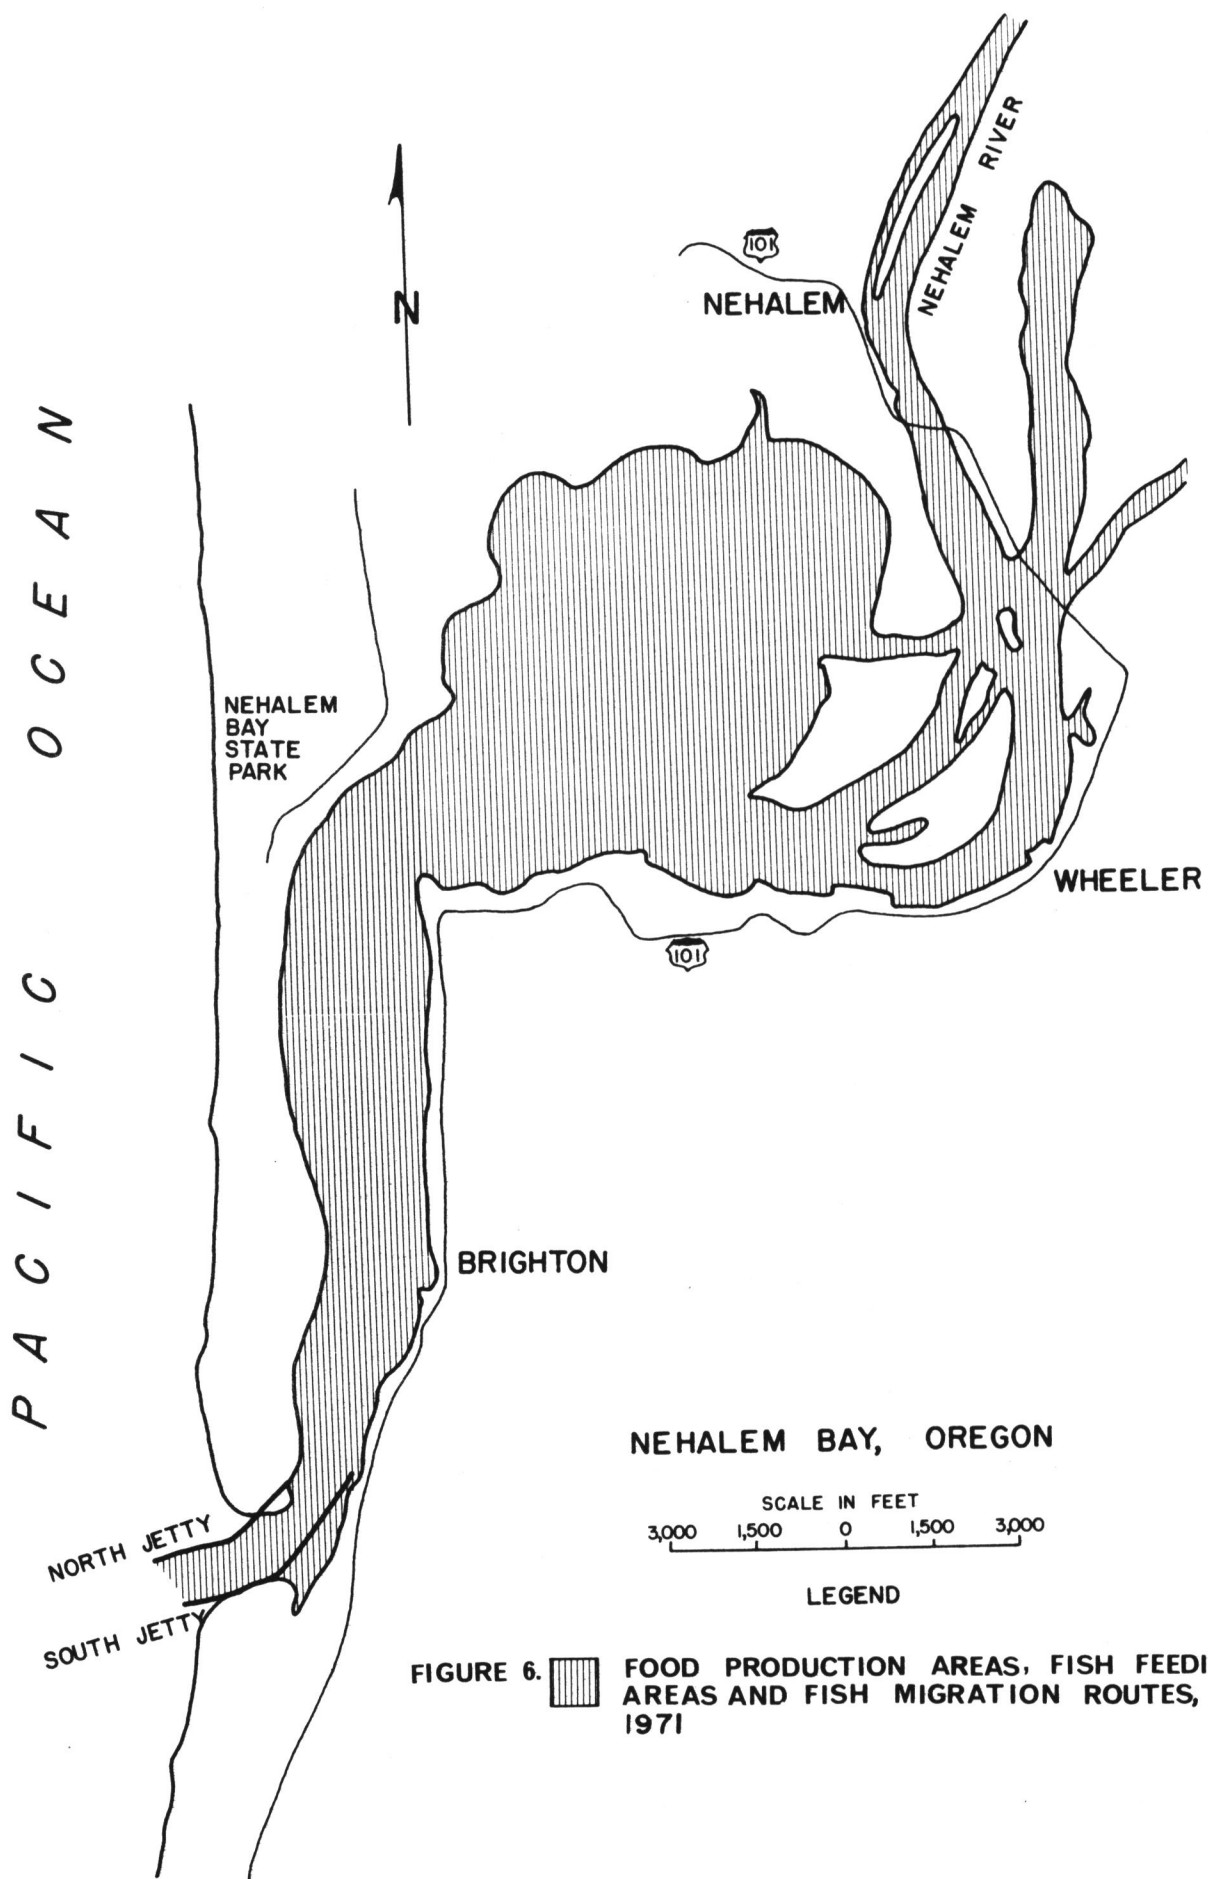 NEHALEM RIVER
101
NEHALEM
N
PACIFIC OCEAN
NEHALEM
BAY
STATE
PARK
WHEELER
101
BRIGHTON
NEHALEM BAY, OREGON
SCALE IN FEET
3,000 1,500 0 1,500 3,000
NORTH JETTY
LEGEND
SOUTH JETTY
FIGURE 6. FOOD PRODUCTION AREAS, FISH FEEDI
AREAS AND FISH MIGRATION ROUTES,
1971